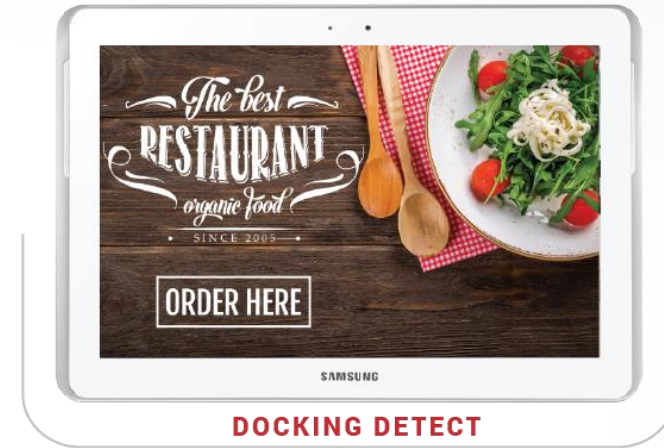 The best
RESTAURANT
organic food
SINCE 2005
ORDER HERE
SAMSUNG
DOCKING DETECT